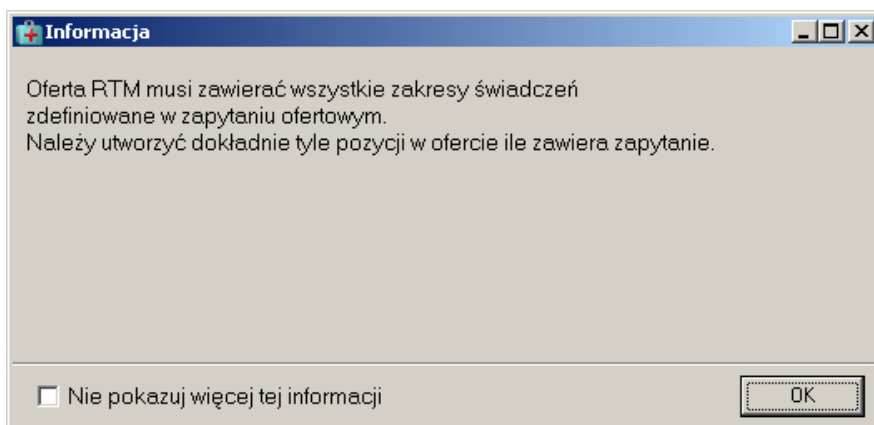 Informacja
Oferta RTM musi zawierać wszystkie zakresy świadczeń
zdefiniowane w zapytaniu ofertowym.
Należy utworzyć dokładnie tyle pozycji w ofercie ile zawiera zapytanie.
Nie pokazuj więcej tej informacji
OK